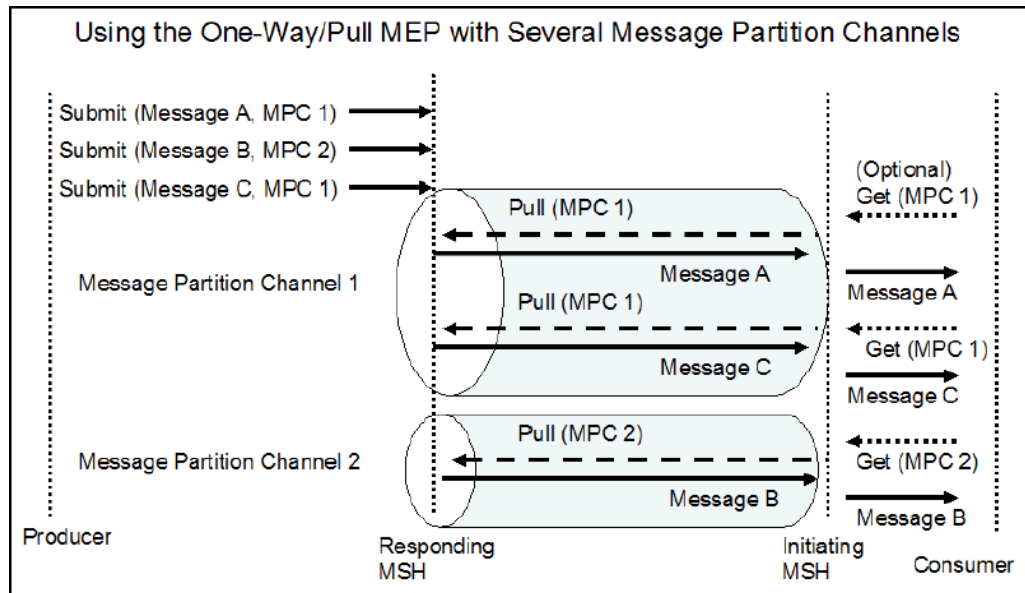 Using the One-Way/Pull MEP with Several Message Partition Channels
Submit (Message A, MPC 1)
Submit (Message B, MPC 2)
Submit (Message C, MPC 1)
(Optional)
Get (MPC 1)
Pull (MPC 1)
Message A
Message Partition Channel 1
Message A
Pull (MPC 1)
Get (MPC 1)
Message C
Message C
Pull (MPC 2)
Get (MPC 2)
Message Partition Channel 2
Message B
Message B
Producer
Responding
MSH
Initiating
MSH
Consumer